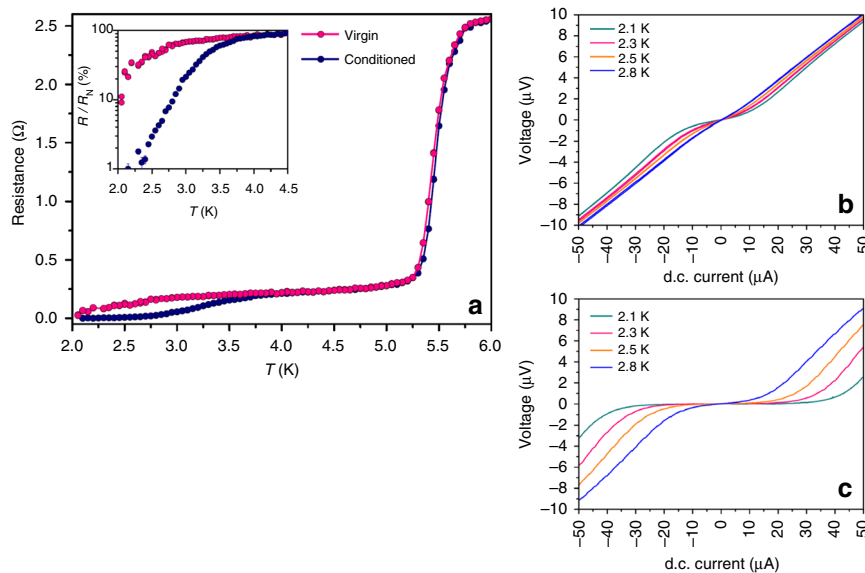 Virgin
Conditioned
R / R_N (%)
100
10
1
2.0 2.5 3.0 3.5 4.0 4.5
T (K)
Resistance (Ω)
2.5
2.0
1.5
1.0
0.5
0.0
2.0 2.5 3.0 3.5 4.0 4.5 5.0 5.5 6.0
T (K)
a
2.1 K
2.3 K
2.5 K
2.8 K
Voltage (μV)
10
8
6
4
2
0
−2
−4
−6
−8
−10
−50 −40 −30 −20 −10 0 10 20 30 40 50
d.c. current (μA)
b
2.1 K
2.3 K
2.5 K
2.8 K
Voltage (μV)
10
8
6
4
2
0
−2
−4
−6
−8
−10
−50 −40 −30 −20 −10 0 10 20 30 40 50
d.c. current (μA)
c